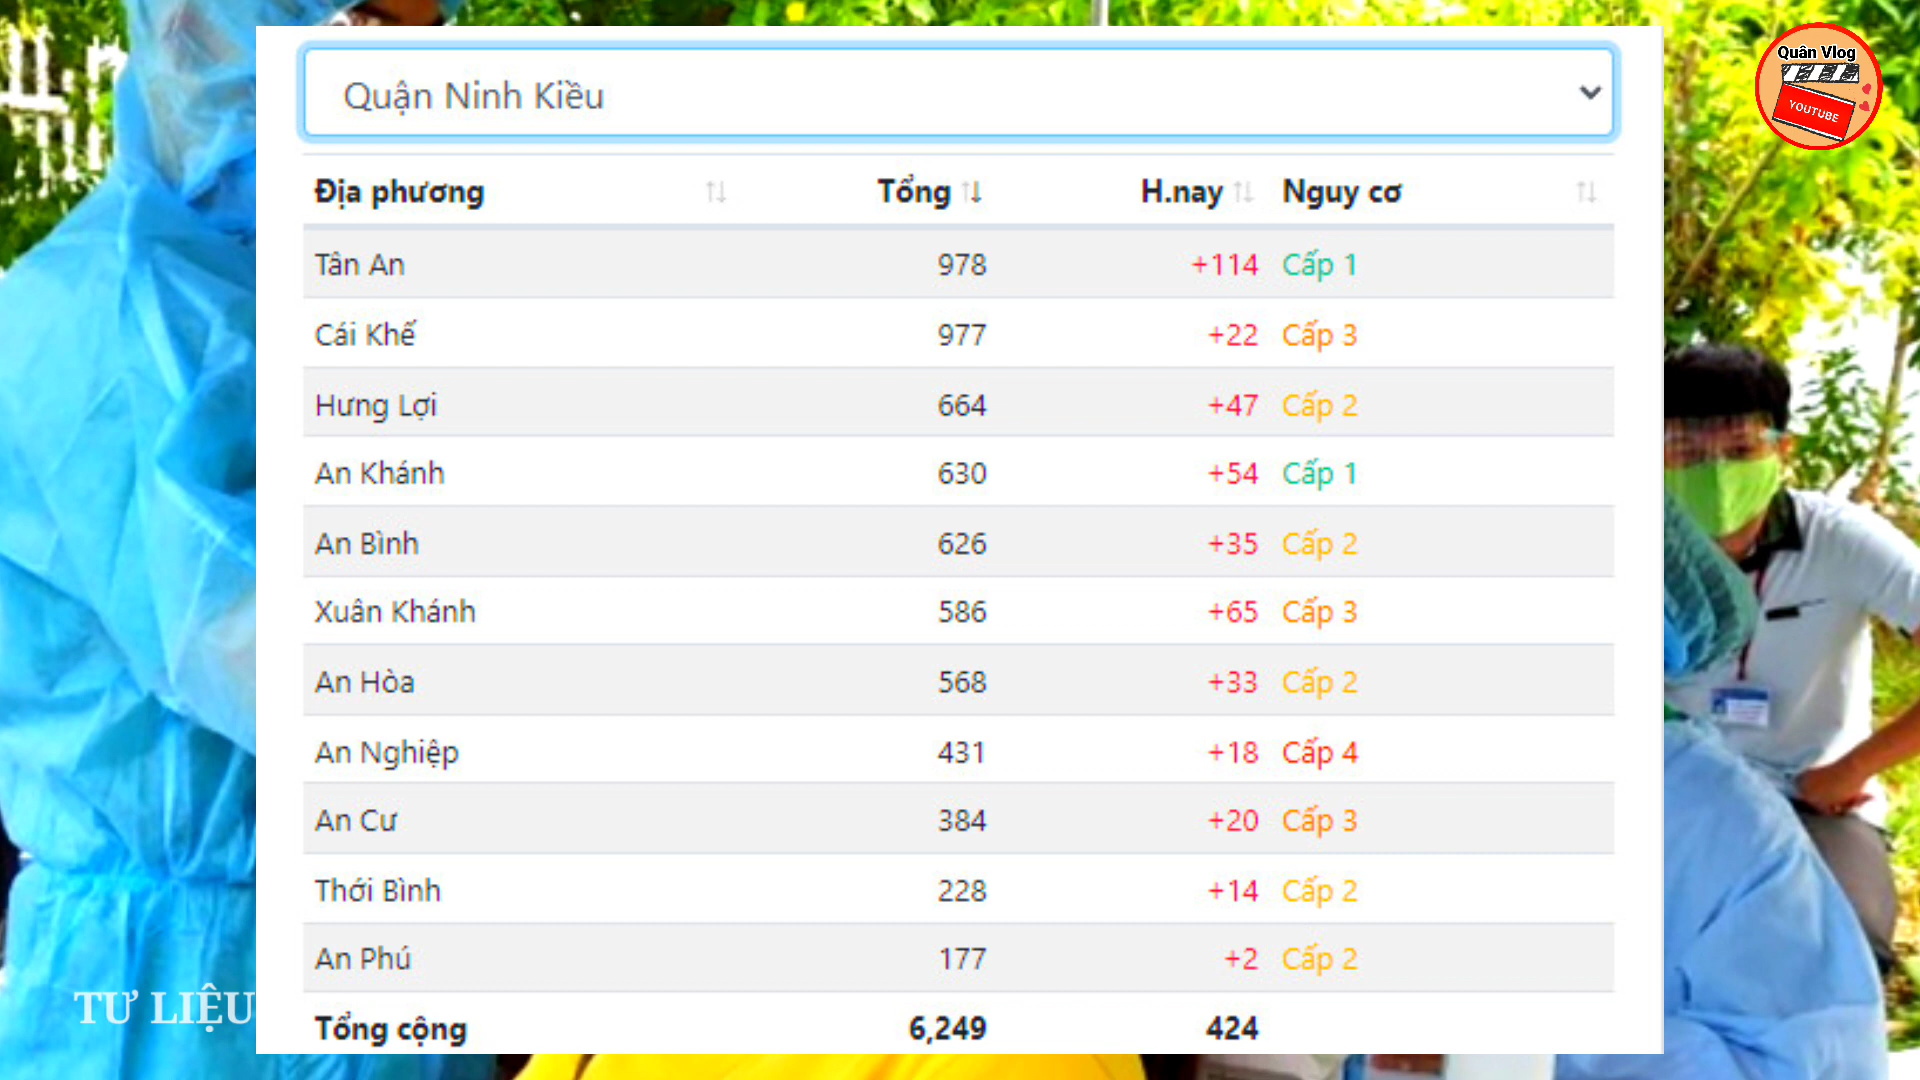 Quân Vlog
YOUTUBE
Quận Ninh Kiều
Địa phương Tổng H.nay Nguy cơ
Tân An 978 +114 Cấp 1
Cái Khế 977 +22 Cấp 3
Hưng Lợi 664 +47 Cấp 2
An Khánh 630 +54 Cấp 1
An Bình 626 +35 Cấp 2
Xuân Khánh 586 +65 Cấp 3
An Hòa 568 +33 Cấp 2
An Nghiệp 431 +18 Cấp 4
An Cư 384 +20 Cấp 3
Thới Bình 228 +14 Cấp 2
An Phú 177 +2 Cấp 2
Tổng cộng 6,249 424
TƯ LIỆU